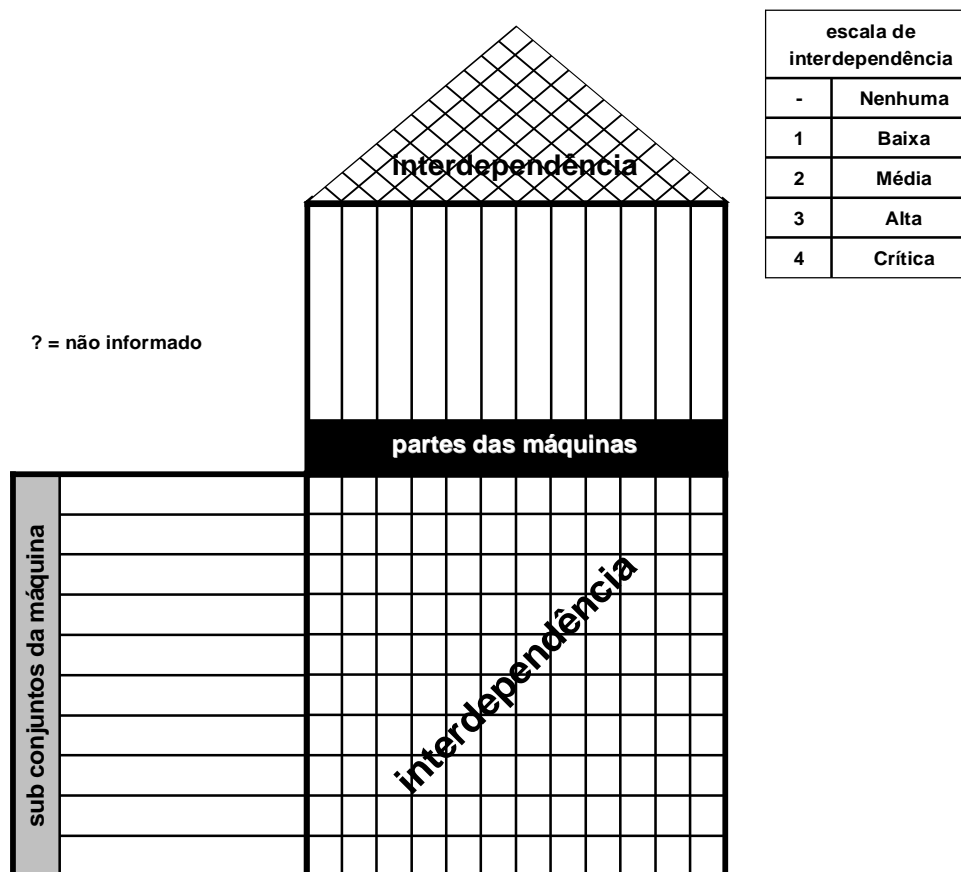 escala de
interdependência
- Nenhuma
1 Baixa
2 Média
3 Alta
4 Crítica
interdependência
? = não informado
partes das máquinas
sub conjuntos da máquina
interdependência